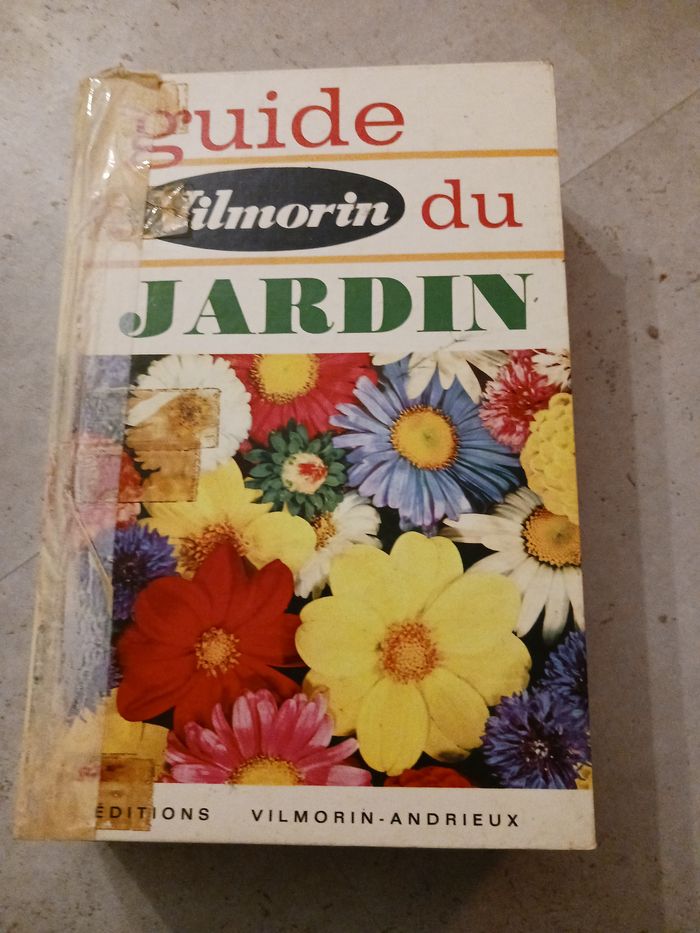 guide
Vilmorin du
JARDIN
ÉDITIONS VILMORIN-ANDRIEUX